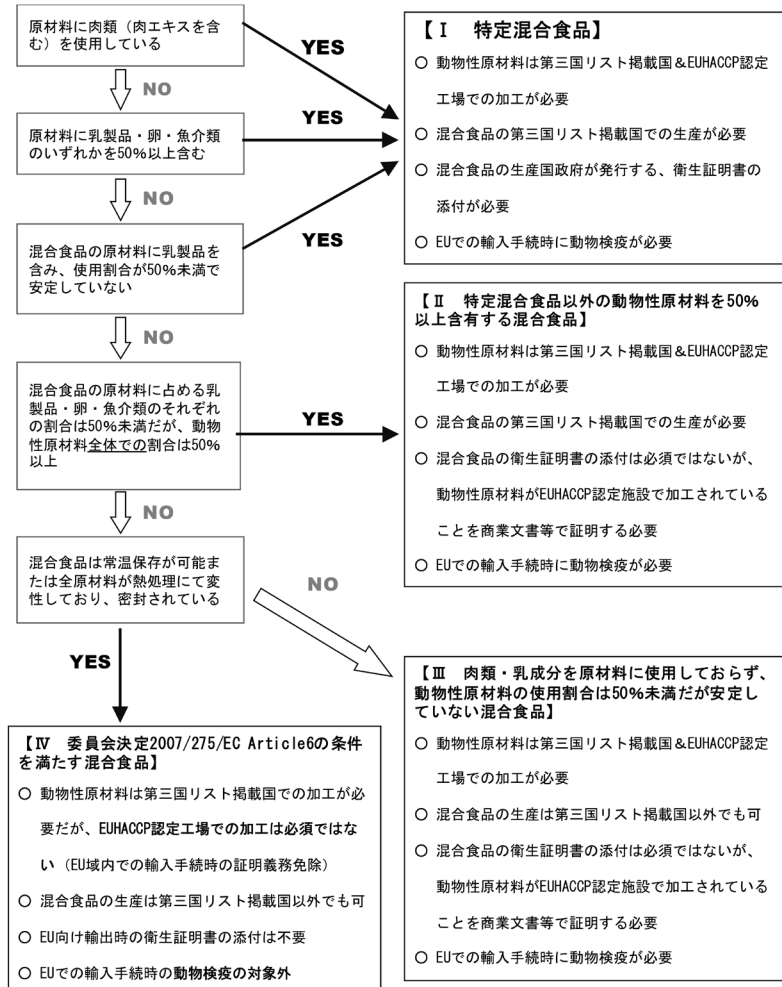 原材料に肉類（肉エキスを含
む）を使用している
YES
NO
原材料に乳製品・卵・魚介類
のいずれかを50%以上含む
YES
NO
混合食品の原材料に乳製品を
含み、使用割合が50%未満で
安定していない
YES
NO
混合食品の原材料に占める乳
製品・卵・魚介類のそれぞれ
の割合は50%未満だが、動物
性原材料全体での割合は50%
以上
YES
NO
混合食品は常温保存が可能ま
たは全原材料が熱処理にて変
性しており、密封されている
NO
YES
【Ⅰ　特定混合食品】
○ 動物性原材料は第三国リスト掲載国＆EUHACCP認定
工場での加工が必要
○ 混合食品の第三国リスト掲載国での生産が必要
○ 混合食品の生産国政府が発行する、衛生証明書の
添付が必要
○ EUでの輸入手続時に動物検疫が必要
【Ⅱ　特定混合食品以外の動物性原材料を50%
以上含有する混合食品】
○ 動物性原材料は第三国リスト掲載国＆EUHACCP認定
工場での加工が必要
○ 混合食品の第三国リスト掲載国での生産が必要
○ 混合食品の衛生証明書の添付は必須ではないが、
動物性原材料がEUHACCP認定施設で加工されている
ことを商業文書等で証明する必要
○ EUでの輸入手続時に動物検疫が必要
【Ⅲ　肉類・乳成分を原材料に使用しておらず、
動物性原材料の使用割合は50%未満だが安定
していない混合食品】
○ 動物性原材料は第三国リスト掲載国＆EUHACCP認定
工場での加工が必要
○ 混合食品の生産は第三国リスト掲載国以外でも可
○ 混合食品の衛生証明書の添付は必須ではないが、
動物性原材料がEUHACCP認定施設で加工されている
ことを商業文書等で証明する必要
○ EUでの輸入手続時に動物検疫が必要
【Ⅳ　委員会決定2007/275/EC Article6の条件
を満たす混合食品】
○ 動物性原材料は第三国リスト掲載国での加工が必
要だが、EUHACCP認定工場での加工は必須ではな
い（EU域内での輸入手続時の証明義務免除）
○ 混合食品の生産は第三国リスト掲載国以外でも可
○ EU向け輸出時の衛生証明書の添付は不要
○ EUでの輸入手続時の動物検疫の対象外